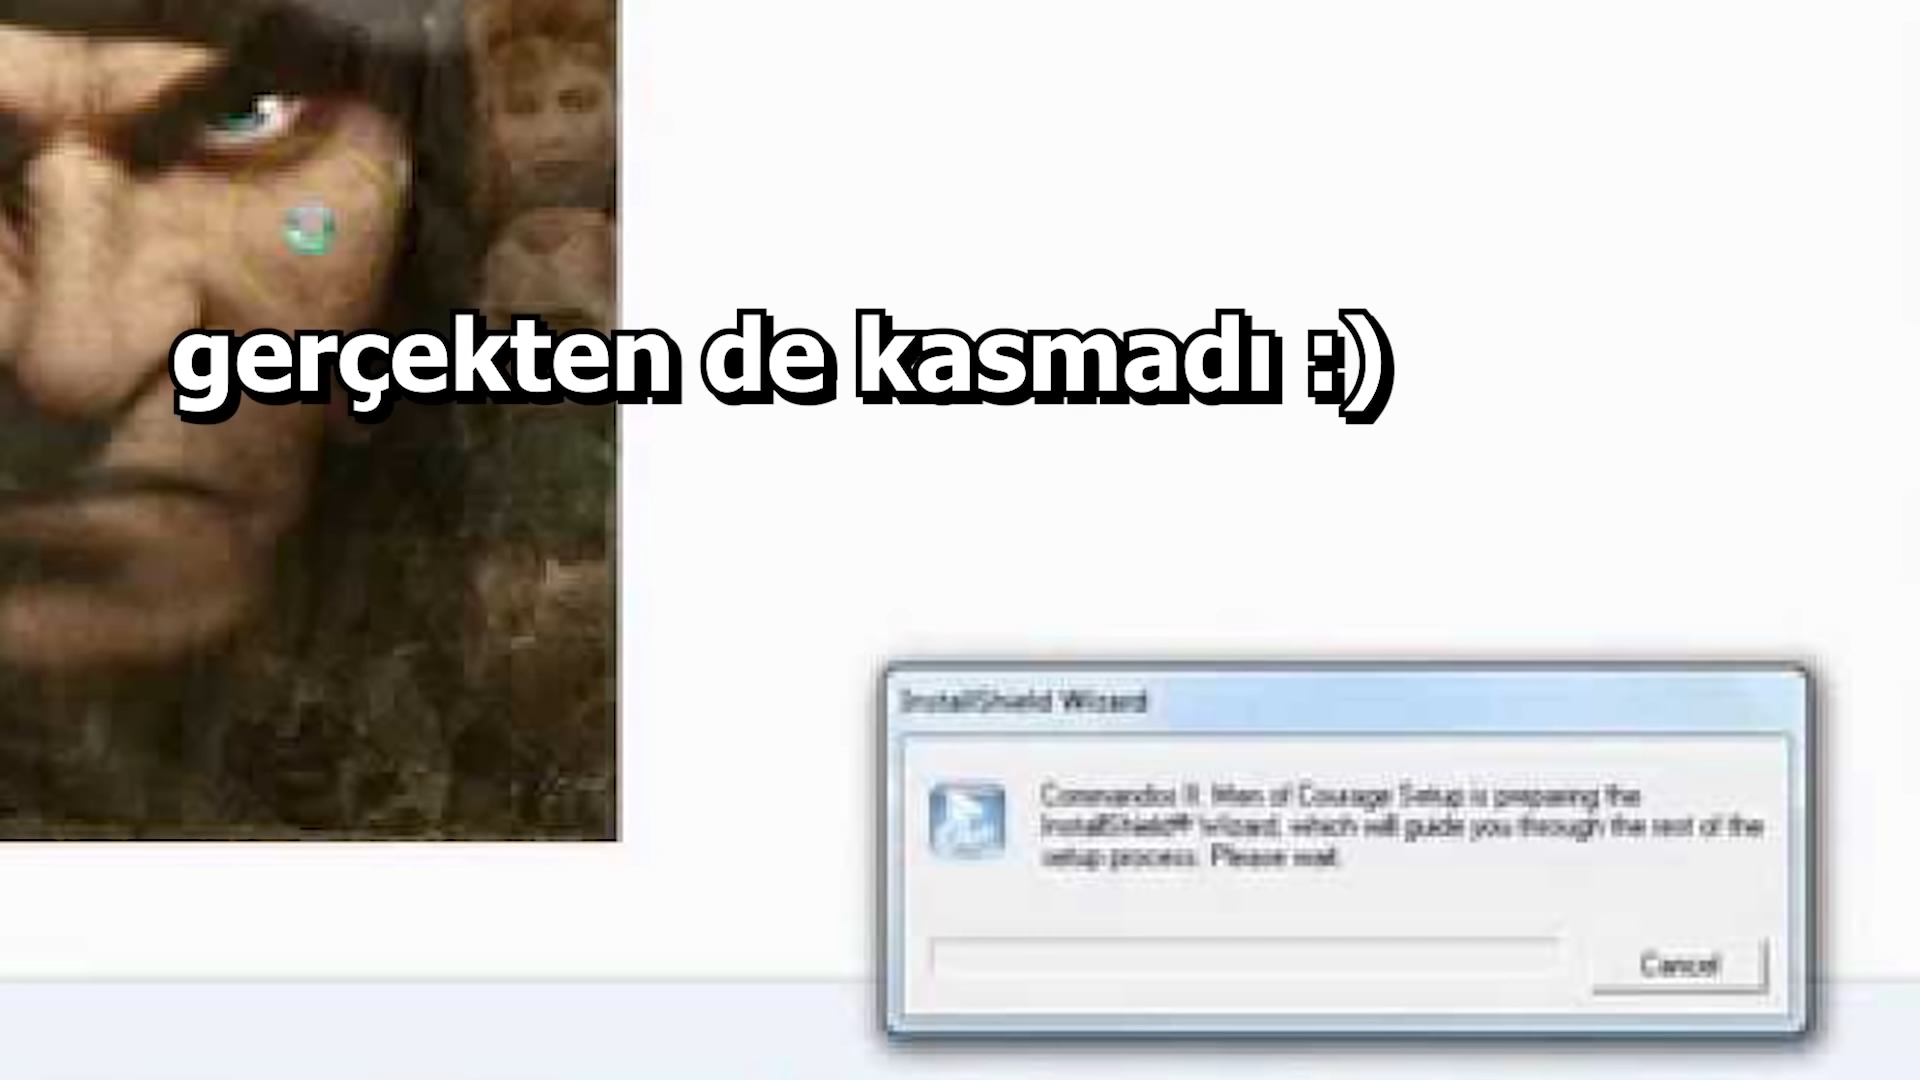 gerçekten de kasmadı :)
InstallShield Wizard
Commandos II: Men of Courage Setup is preparing the
InstallShield® Wizard, which will guide you through the rest of the
setup process. Please wait.
Cancel